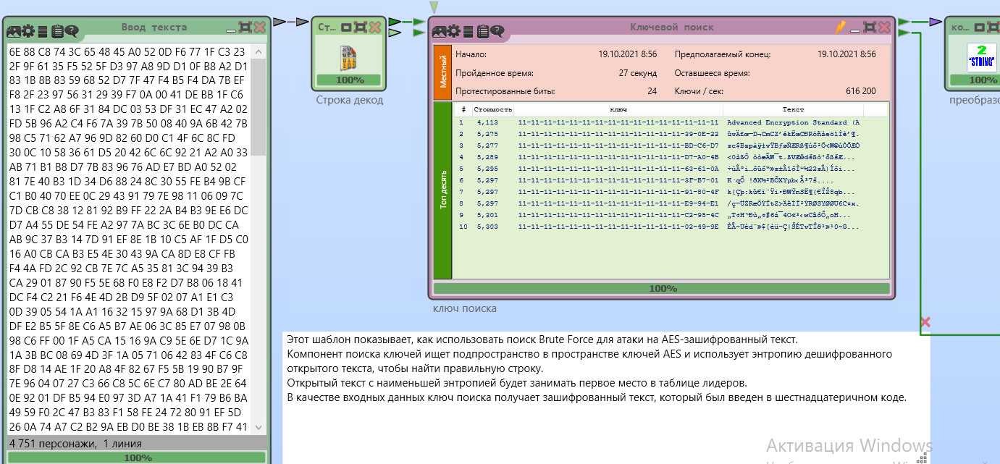 Ввод текста
6E 88 C8 74 3C 65 48 45 A0 52 0D F6 77 1F C3 23
2F 9F 61 35 F5 52 5F D3 97 A8 9D D1 0F B8 A2 D1
83 1B 8B 83 59 68 52 D7 7F 47 F4 B5 F4 DA 7B EF
F8 2F 23 97 56 31 29 39 F7 0A 00 41 DE BB 1F C6
13 1F C2 A8 6F 31 84 DC 03 53 DF 31 EC 47 A2 02
FD 5B 96 A2 C4 F6 7A 39 7B 50 08 40 9A 6B 42 7B
98 C5 71 62 A7 96 9D 82 60 D0 C1 4F 6C 8C FD
30 0C 10 58 36 61 D5 20 42 6C 6C 92 21 A2 A0 33
AB 71 B1 B8 D7 7B 83 96 76 AD E7 BD A0 52 02
81 7E 40 B3 1D 34 D6 88 24 8C 30 55 FE B4 9B CF
C1 B0 40 70 EE 0C 29 43 91 79 7E 98 11 06 09 7C
7D CB C8 38 12 81 92 B9 FF 22 2A B4 B3 9E E6 DC
D7 A4 55 DE 54 FE A2 97 7A BC 3C 6E B0 DC CA
AB 9C 37 B3 14 7D 91 EF 8E 1B 10 C5 AF 1F D5 C0
16 A0 CB CA B3 E5 4E 30 43 9A CA 8D E8 CF FB
F4 4A FD 2C 92 CB 7E 7C A5 35 81 3C 94 39 B3
CA 29 01 87 90 F5 5E 68 F0 E8 F2 D7 B8 06 18 41
DC F4 C2 21 F6 4E 4D 2B D9 5F 02 07 A1 E1 C3
0D 39 05 54 1A A1 16 32 15 97 9A 68 D1 3B 4D
DF E2 B5 5F 8E C6 A5 B7 AE 06 3C 85 E7 07 98 0B
98 C6 FF 00 1F A5 CA 15 16 9A C9 5E 6E D7 1C 9A
1A 3B BC 08 69 4D 3F 1A 05 71 06 42 83 4F C6 C8
8F D8 14 AE 1F 20 A8 4F 82 67 F5 5B 19 90 B7 9F
7E 96 04 07 27 C3 66 C8 5C 6E C7 80 AD BE 2E 64
0E 92 01 DF B5 94 E0 97 3D A7 1A 41 F1 79 B6 BA
49 59 F0 2C 47 B3 83 F1 58 FE 24 72 80 91 EF 5D
26 0A 74 A7 C2 B2 9A EB D0 BE 38 1B EB 8B F7 41
4 751 персонажи, 1 линия
100%
Ст...
100%
Строка декод
Ключевой поиск
Местный
Начало: 19.10.2021 8:56 Предполагаемый конец: 19.10.2021 8:56
Пройденное время: 27 секунд Оставшееся время:
Протестированные биты: 24 Ключи / сек: 616 200
Топ десять
# Стоимость ключ Текст
1 4,113 11-11-11-11-11-11-11-11-11-11-11-11-11-11-11-11 Advanced Encryption Standard (A
2 5,275 11-11-11-11-11-11-11-11-11-11-11-11-11-39-0E-22
3 5,277 11-11-11-11-11-11-11-11-11-11-11-11-11-BD-C6-D7
4 5,289 11-11-11-11-11-11-11-11-11-11-11-11-11-D7-A0-4B
5 5,295 11-11-11-11-11-11-11-11-11-11-11-11-11-63-61-0A
6 5,297 11-11-11-11-11-11-11-11-11-11-11-11-11-3F-B7-01
7 5,297 11-11-11-11-11-11-11-11-11-11-11-11-11-91-80-4F
8 5,297 11-11-11-11-11-11-11-11-11-11-11-11-11-E9-94-E1
9 5,301 11-11-11-11-11-11-11-11-11-11-11-11-11-C2-95-4C
10 5,303 11-11-11-11-11-11-11-11-11-11-11-11-11-02-49-9E
100%
ключ поиска
ко...
2
"STRING"
100%
преобразо
Этот шаблон показывает, как использовать поиск Brute Force для атаки на AES-зашифрованный текст.
Компонент поиска ключей ищет подпространство в пространстве ключей AES и использует энтропию дешифрованного
открытого текста, чтобы найти правильную строку.
Открытый текст с наименьшей энтропией будет занимать первое место в таблице лидеров.
В качестве входных данных ключ поиска получает зашифрованный текст, который был введен в шестнадцатеричном коде.
Активация Windows